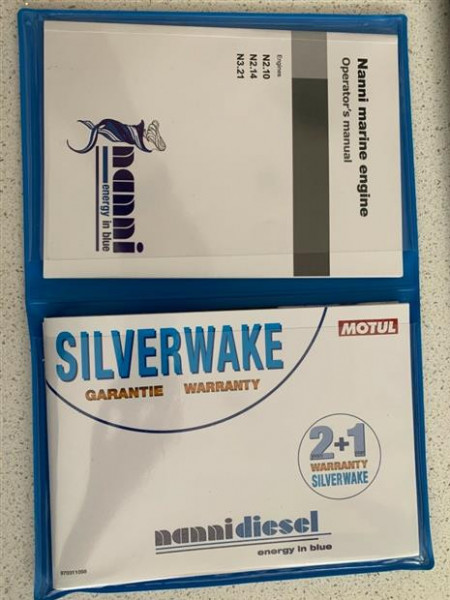 Nanni marine engine
Operator's manual
Engines
N2.10
N2.14
N3.21
nanni
energy in blue
SILVERWAKE
MOTUL
GARANTIE WARRANTY
2+1
WARRANTY
SILVERWAKE
nannidiesel
energy in blue